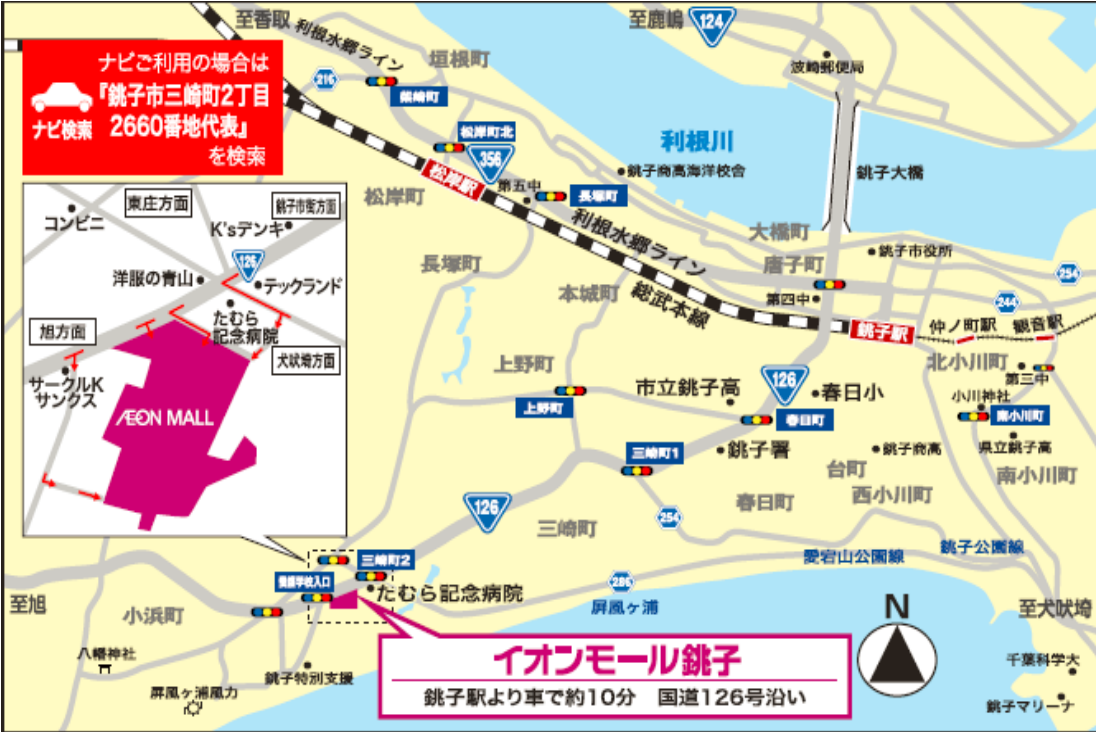 至香取
利根水郷ライン
垣根町
至鹿嶋
124
波崎郵便局
ナビご利用の場合は
『銚子市三崎町2丁目
2660番地代表』
を検索
ナビ検索
216
松岸町北
356
利根川
銚子商高海洋校舎
銚子大橋
松岸駅
第五中
長塚町
松岸町
利根水郷ライン
大橋町
銚子市役所
長塚町
唐子町
254
本城町
総武本線
第四中
244
銚子駅
仲ノ町駅
観音駅
北小川町
第三中
上野町
上野町
市立銚子高
126
春日小
小川神社
春日町
南小川町
三崎町1
銚子署
銚子商高
県立銚子高
台町
南小川町
春日町
西小川町
126
254
三崎町
愛宕山公園線
銚子公園線
三崎町2
286
たむら記念病院
屏風ヶ浦
至旭
小浜町
N
至犬吠埼
八幡神社
銚子特別支援
屏風ヶ浦風力
千葉科学大
銚子マリーナ
イオンモール銚子
銚子駅より車で約10分 国道126号沿い
東庄方面
銚子市街方面
コンビニ
K'sデンキ
126
洋服の青山
テックランド
たむら
記念病院
旭方面
犬吠埼方面
サークルK
サンクス
ÆON MALL